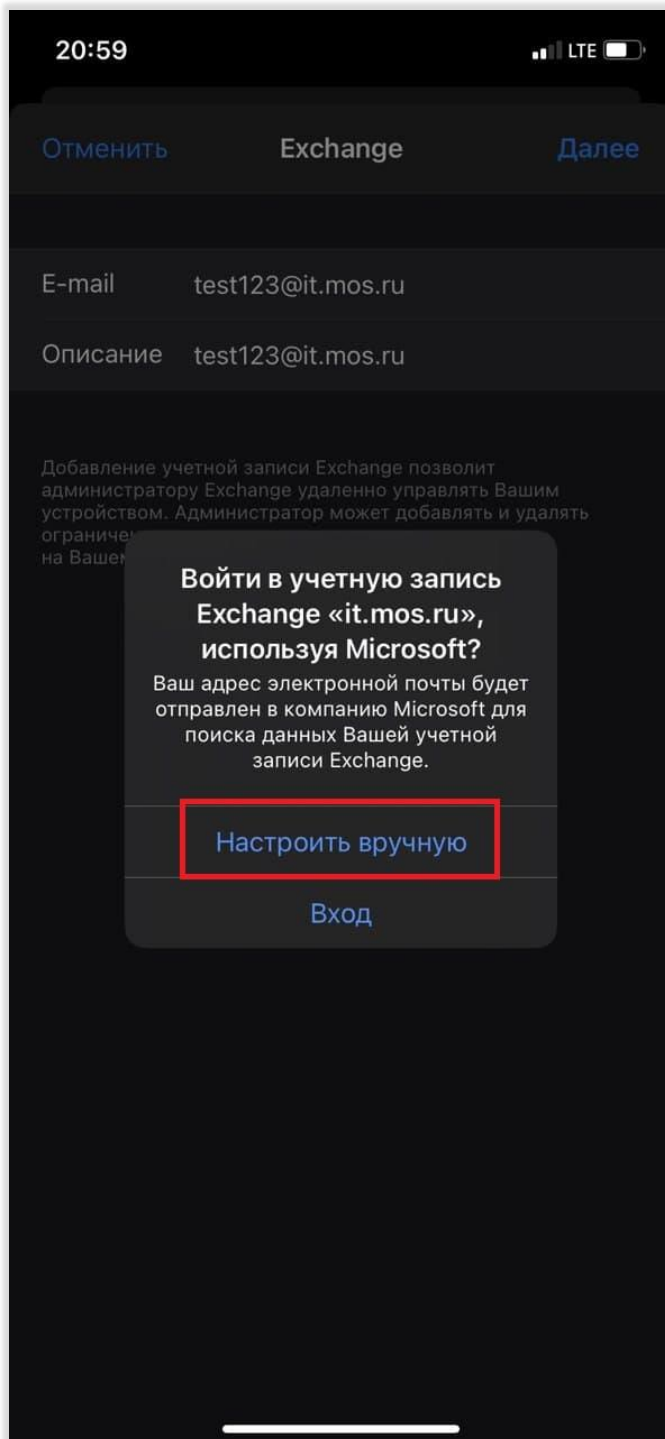 20:59 LTE
Отменить Exchange Далее
E-mail test123@it.mos.ru
Описание test123@it.mos.ru
Добавление учетной записи Exchange позволит
администратору Exchange удаленно управлять Вашим
устройством. Администратор может добавлять и удалять
на
Войти в учетную запись
Exchange «it.mos.ru»,
используя Microsoft?
Ваш адрес электронной почты будет
отправлен в компанию Microsoft для
поиска данных Вашей учетной
записи Exchange.
Настроить вручную
Вход